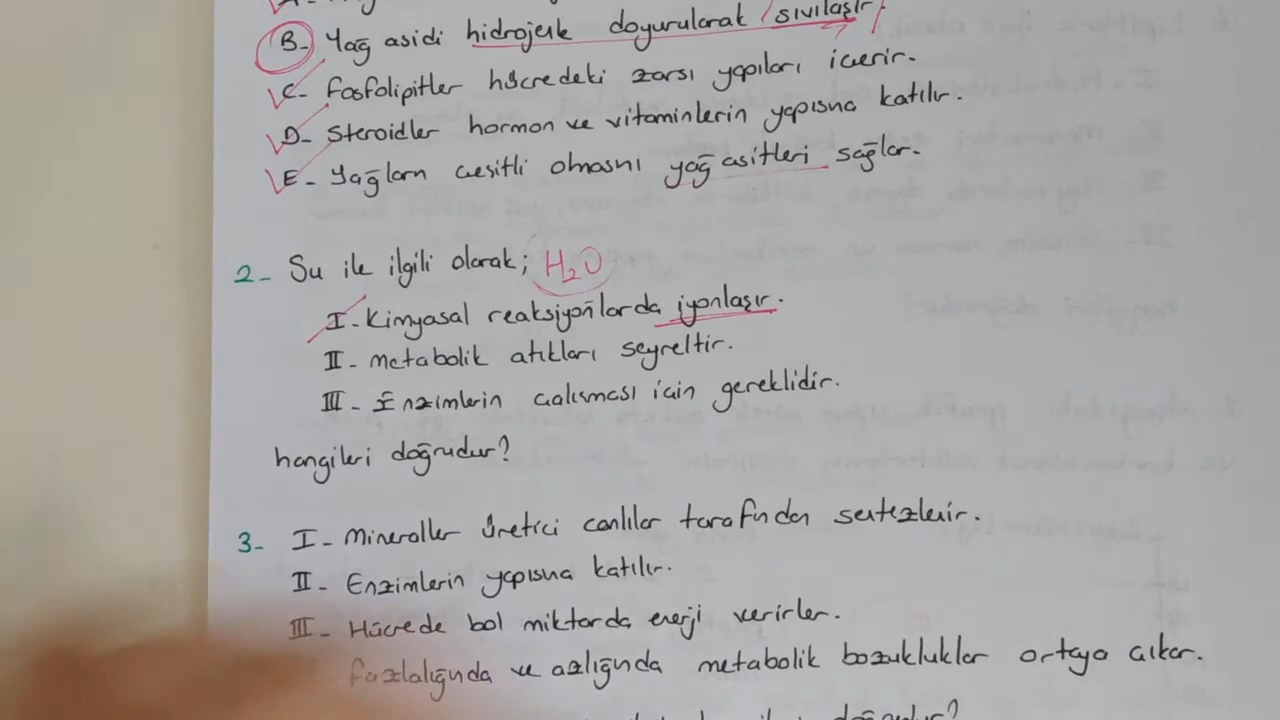 B- Yağ asidi hidrojenle doyurularak sıvılaşır.
C- Fosfolipitler hücredeki zarsı yapıları içerir.
D- Steroidler hormon ve vitaminlerin yapısına katılır.
E- Yağların çeşitli olmasını yağ asitleri sağlar.
2- Su ile ilgili olarak; H₂O
I- Kimyasal reaksiyonlarda iyonlaşır.
II- metabolik atıkları seyreltir.
III- Enzimlerin çalışması için gereklidir.
hangileri doğrudur?
3- I- Mineraller üretici canlılar tarafından sentezlenir.
II- Enzimlerin yapısına katılır.
III- Hücrede bol miktarda enerji verirler.
fazlalığında ve azlığında metabolik bozukluklar ortaya çıkar.
doğrudur?